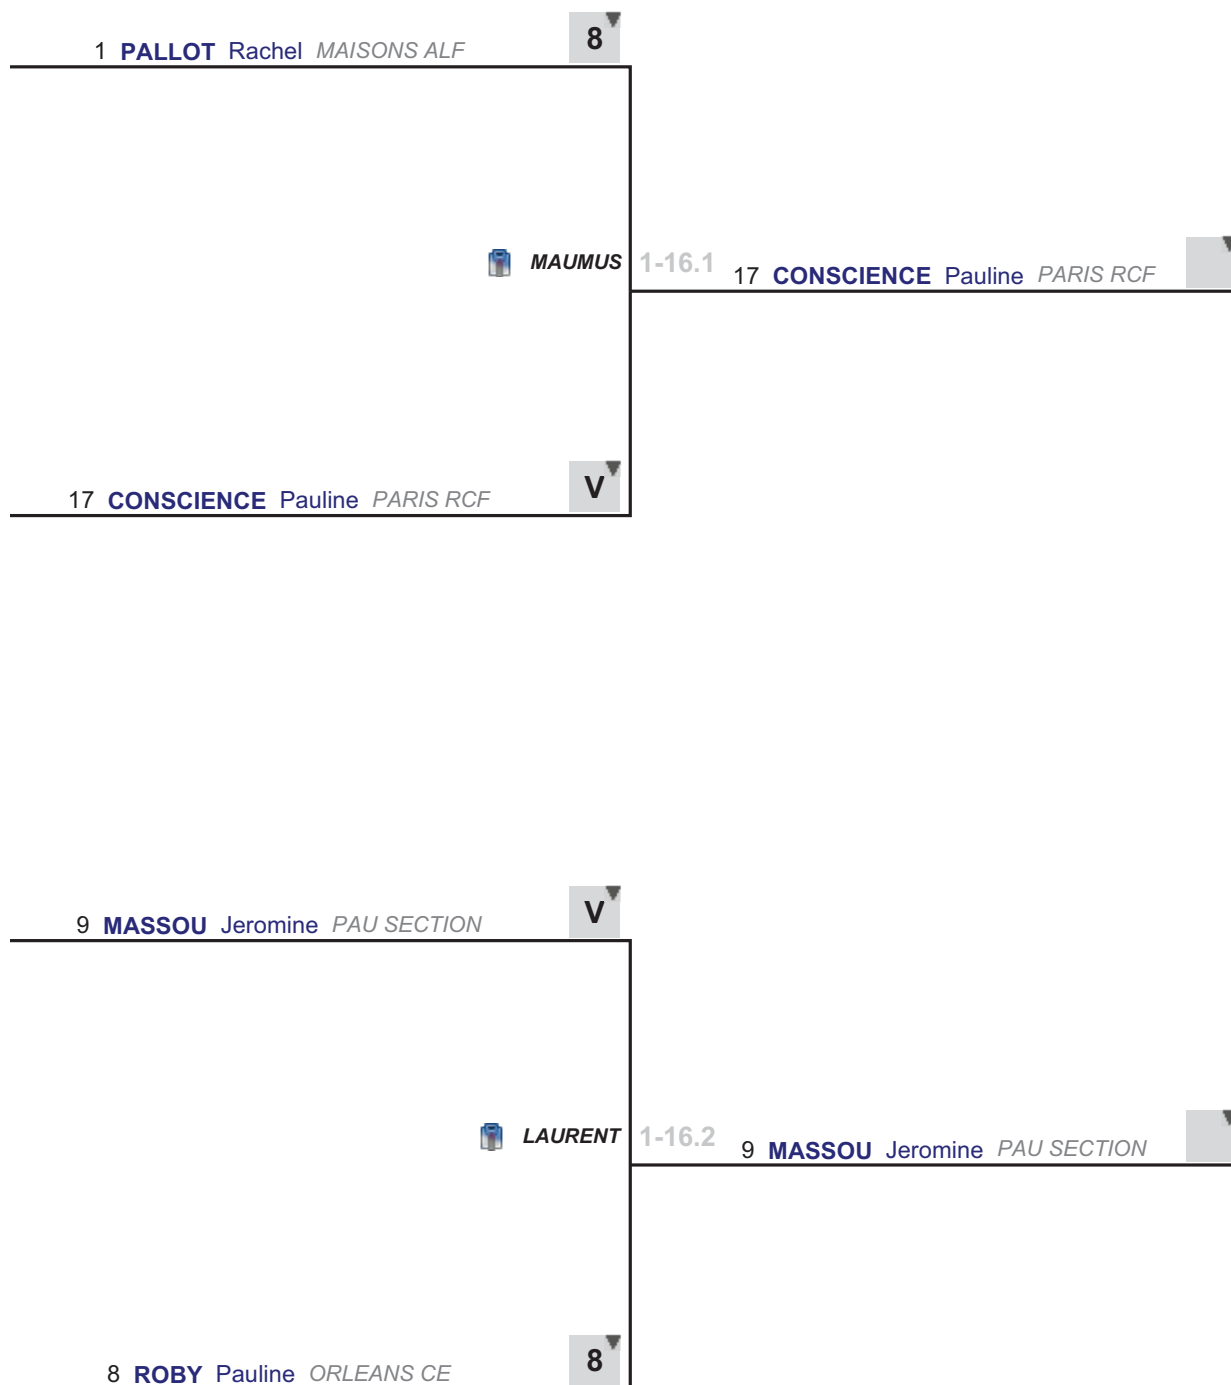 1 PALLOT Rachel MAISONS ALF 8
MAUMUS 1-16.1 17 CONSCIENCE Pauline PARIS RCF
17 CONSCIENCE Pauline PARIS RCF V
9 MASSOU Jeromine PAU SECTION V
LAURENT 1-16.2 9 MASSOU Jeromine PAU SECTION
8 ROBY Pauline ORLEANS CE 8